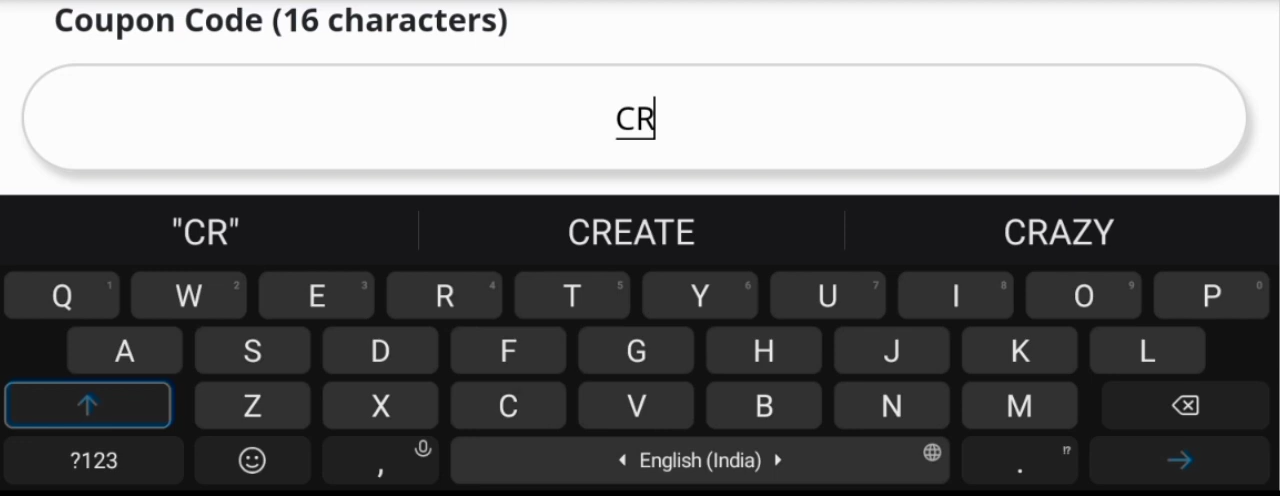 Coupon Code (16 characters)
CR
"CR" CREATE CRAZY
Q 1 W 2 E 3 R 4 T 5 Y 6 U 7 I 8 O 9 P 0
A S D F G H J K L
Z X C V B N M
?123 , English (India) . !?